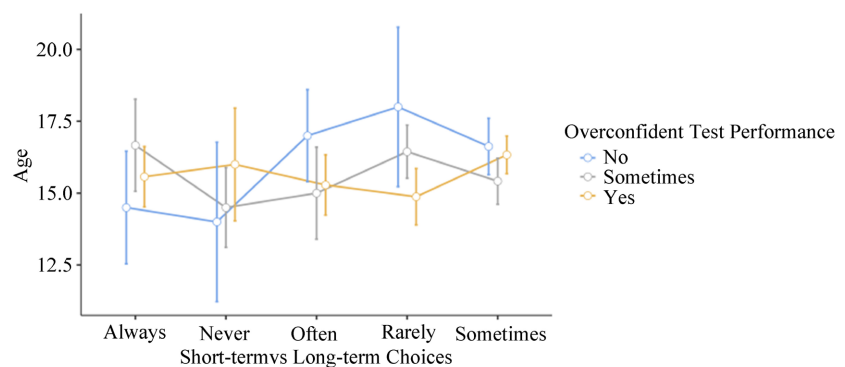 20.0
17.5
15.0
12.5
Age
Always Never Often Rarely Sometimes
Short-termvs Long-term Choices
Overconfident Test Performance
No
Sometimes
Yes